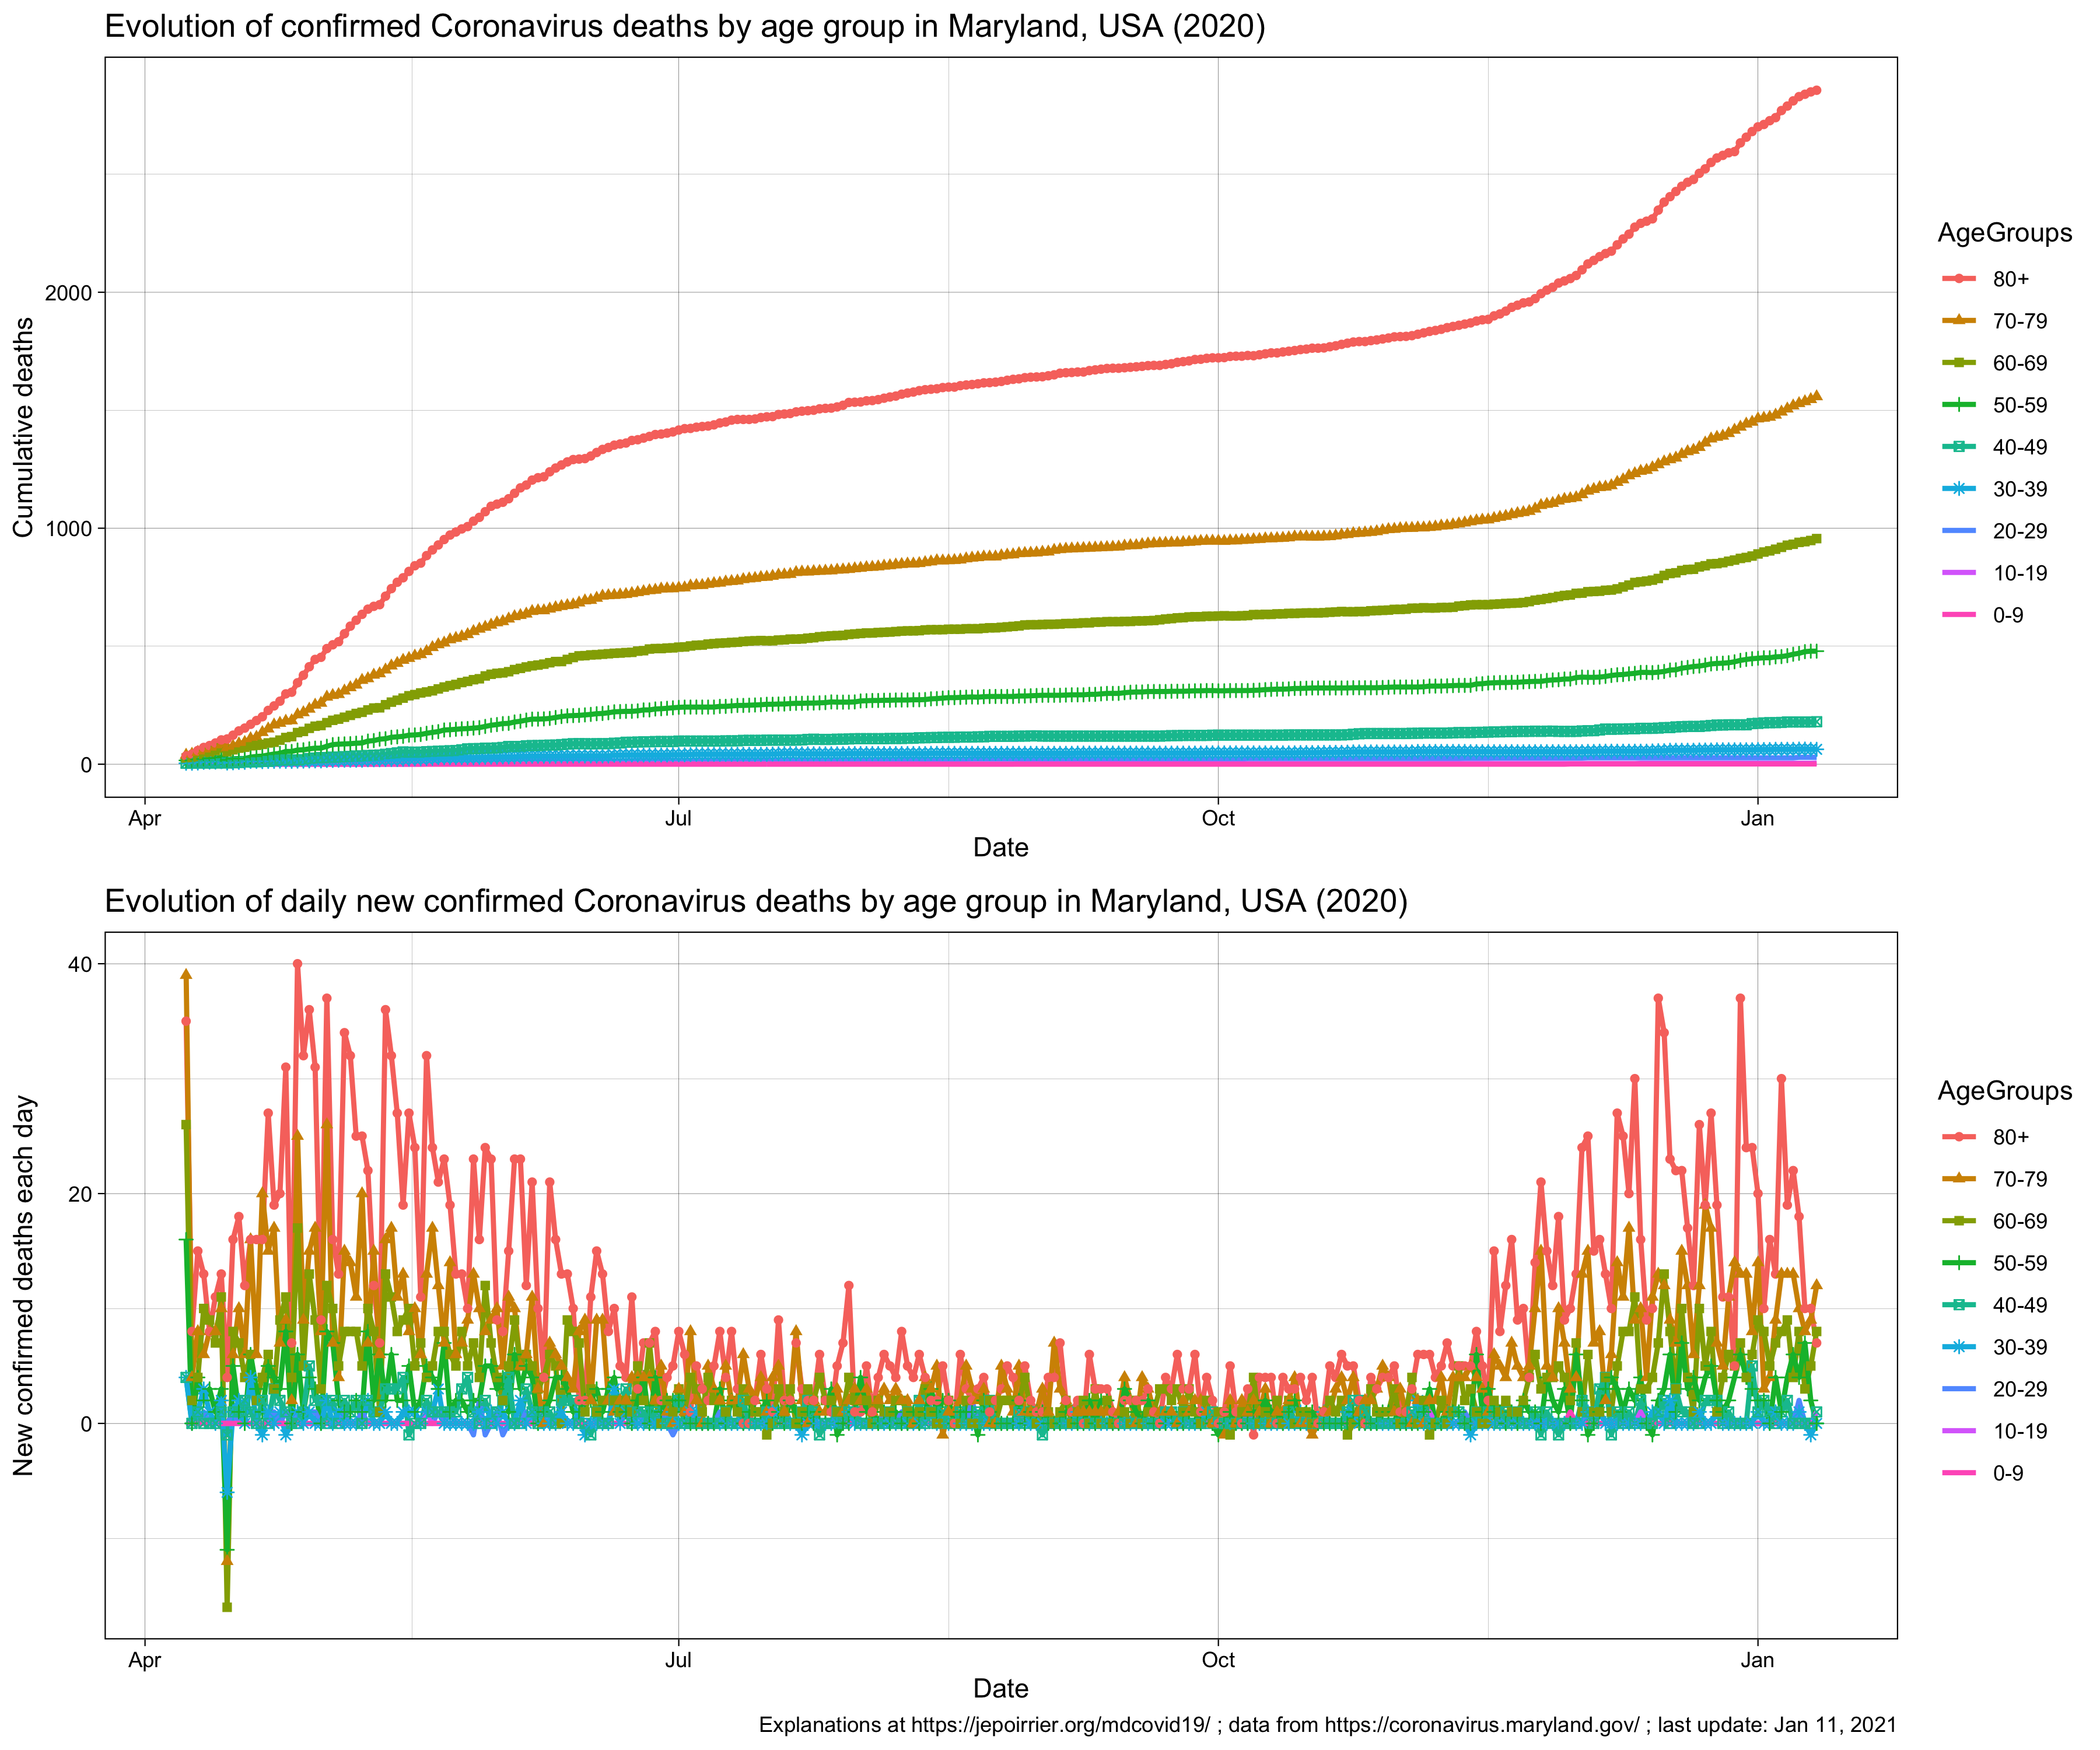 Evolution of confirmed Coronavirus deaths by age group in Maryland, USA (2020)
Cumulative deaths
2000
1000
0
Apr
Jul
Oct
Jan
Date
AgeGroups
80+
70-79
60-69
50-59
40-49
30-39
20-29
10-19
0-9
Evolution of daily new confirmed Coronavirus deaths by age group in Maryland, USA (2020)
New confirmed deaths each day
40
20
0
Apr
Jul
Oct
Jan
Date
AgeGroups
80+
70-79
60-69
50-59
40-49
30-39
20-29
10-19
0-9
Explanations at https://jepoirrier.org/mdcovid19/ ; data from https://coronavirus.maryland.gov/ ; last update: Jan 11, 2021